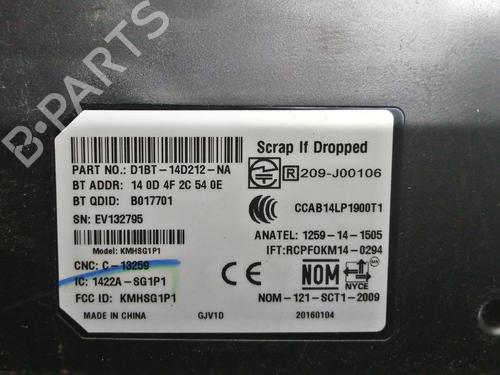 B-PARTS
Scrap If Dropped
R 209-J00106
PART NO.: D1BT-14D212-NA
BT ADDR: 14 0D 4F 2C 54 0E
BT QDID: B017701
SN: EV132795
CCAB14LP1900T1
ANATEL: 1259-14-1505
IFT:RCPFOKM14-0294
Model: KMHSG1P1
CNC: C-13259
IC: 1422A-SG1P1
FCC ID: KMHSG1P1
CE
NOM
NYCE
NOM-121-SCT1-2009
MADE IN CHINA
GJV1D
20160104